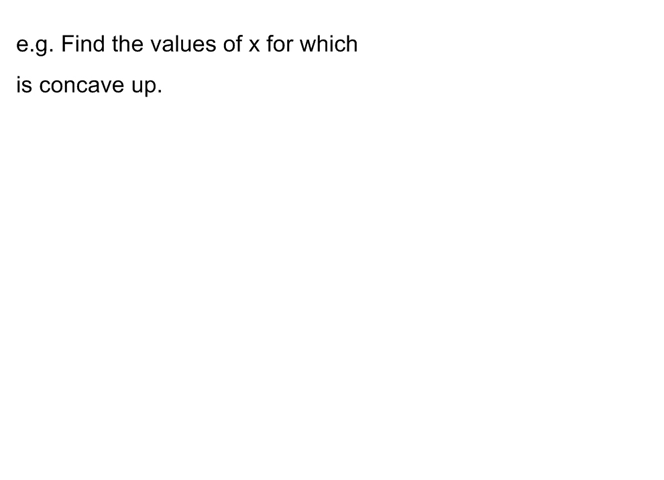 e.g. Find the values of x for which
is concave up.